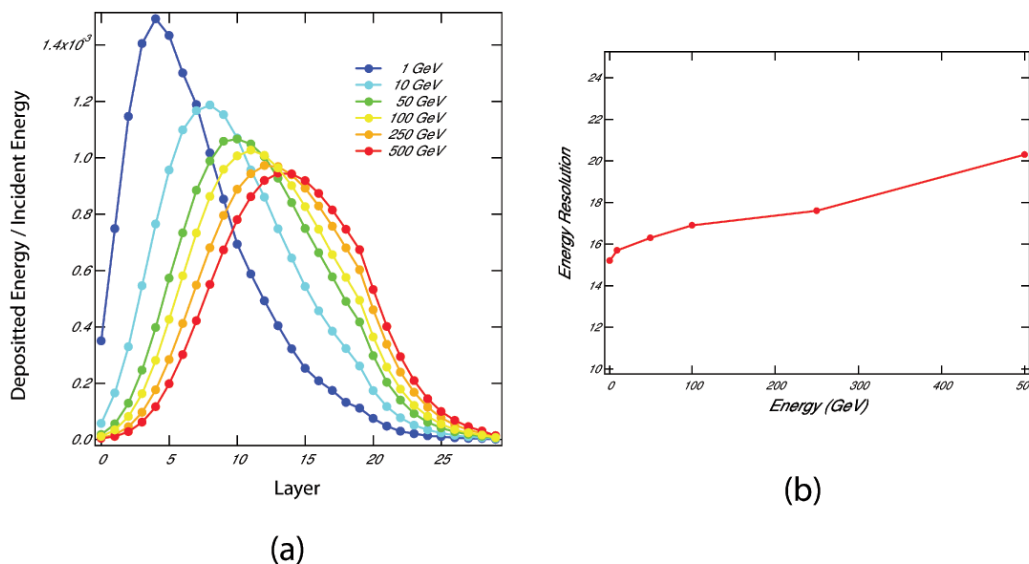 Deposited Energy / Incident Energy
1.4x10⁻³
1.2
1.0
0.8
0.6
0.4
0.2
0.0
1 GeV
10 GeV
50 GeV
100 GeV
250 GeV
500 GeV
0 5 10 15 20 25
Layer
(a)
Energy Resolution
24
22
20
18
16
14
12
10
0 100 200 300 400 500
Energy (GeV)
(b)